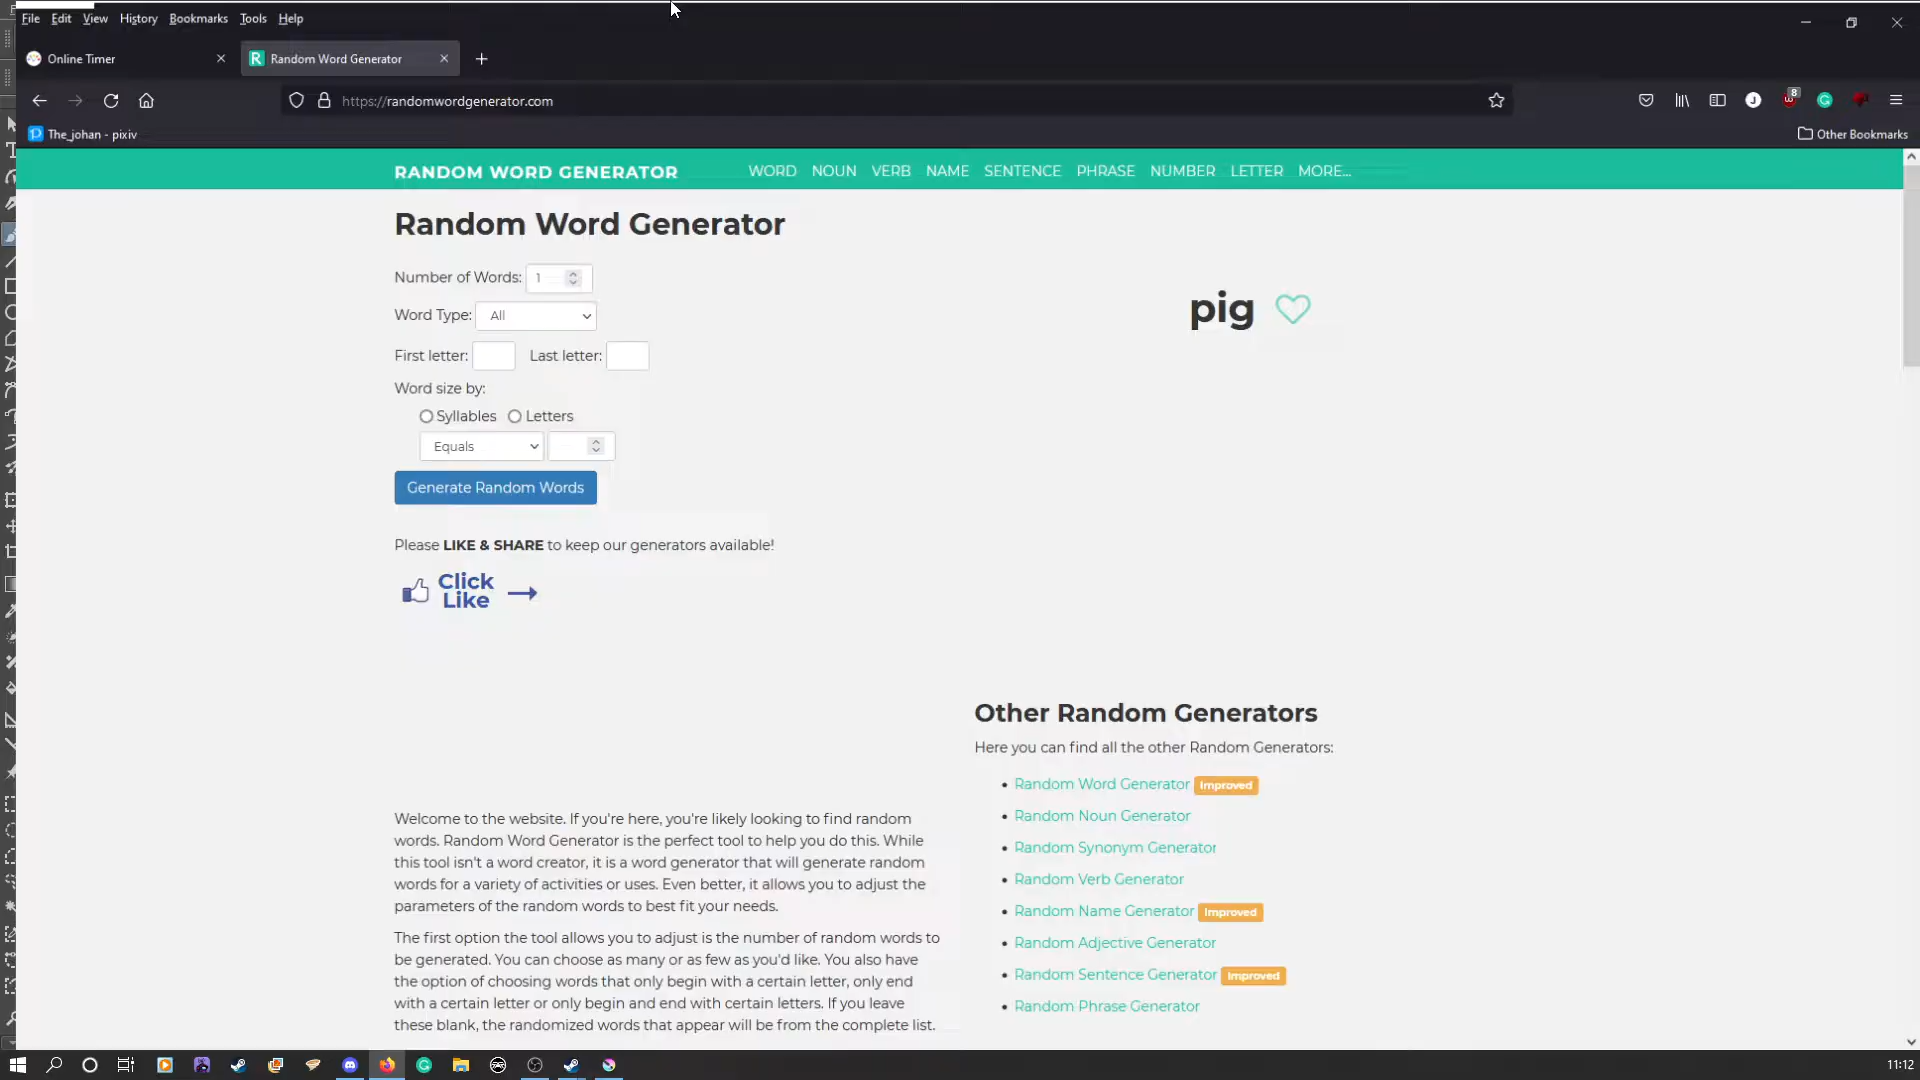 File Edit View History Bookmarks Tools Help
Online Timer
Random Word Generator
https://randomwordgenerator.com
8
The_johan - pixiv
Other Bookmarks
RANDOM WORD GENERATOR WORD NOUN VERB NAME SENTENCE PHRASE NUMBER LETTER MORE...
Random Word Generator
Number of Words: 1
pig
Word Type: All
First letter: Last letter:
Word size by:
Syllables Letters
Equals
Generate Random Words
Please LIKE & SHARE to keep our generators available!
Click
Like
Other Random Generators
Here you can find all the other Random Generators:
Random Word Generator Improved
Random Noun Generator
Random Synonym Generator
Random Verb Generator
Random Name Generator Improved
Random Adjective Generator
Random Sentence Generator Improved
Random Phrase Generator
Welcome to the website. If you're here, you're likely looking to find random
words. Random Word Generator is the perfect tool to help you do this. While
this tool isn't a word creator, it is a word generator that will generate random
words for a variety of activities or uses. Even better, it allows you to adjust the
parameters of the random words to best fit your needs.
The first option the tool allows you to adjust is the number of random words to
be generated. You can choose as many or as few as you'd like. You also have
the option of choosing words that only begin with a certain letter, only end
with a certain letter or only begin and end with certain letters. If you leave
these blank, the randomized words that appear will be from the complete list.
11:12